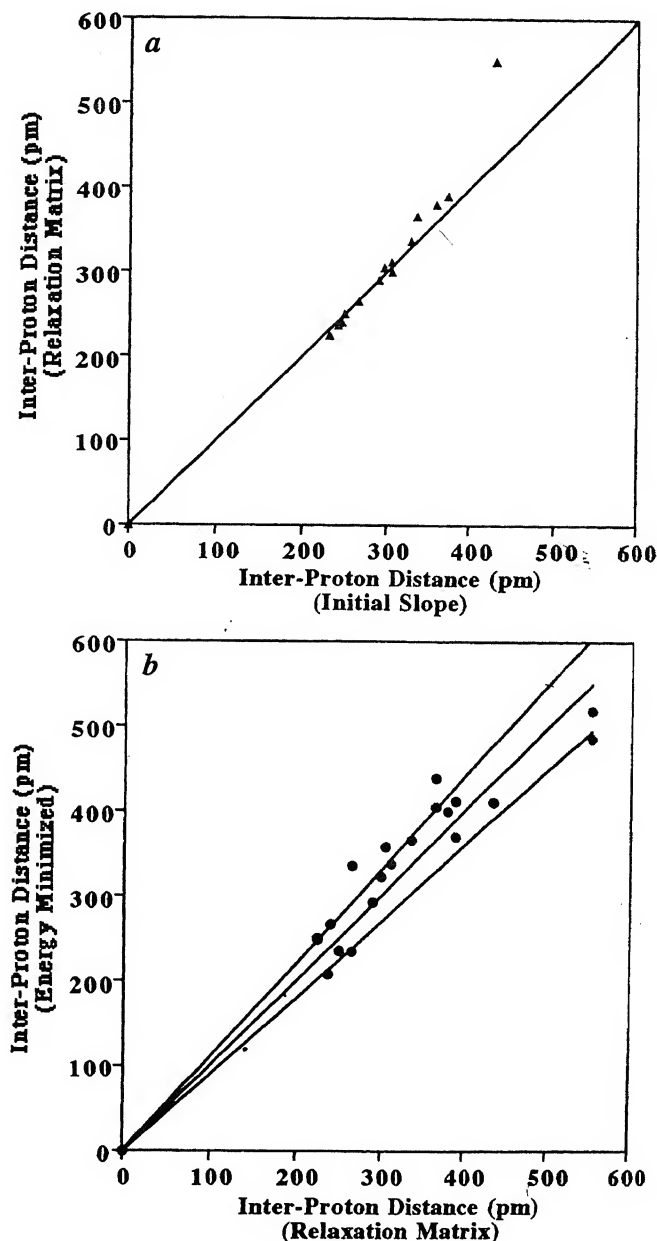 a
600
500
400
300
200
100
0
Inter-Proton Distance (pm)
(Relaxation Matrix)
0 100 200 300 400 500 600
Inter-Proton Distance (pm)
(Initial Slope)
b
600
500
400
300
200
100
0
Inter-Proton Distance (pm)
(Energy Minimized)
0 100 200 300 400 500 600
Inter-Proton Distance (pm)
(Relaxation Matrix)